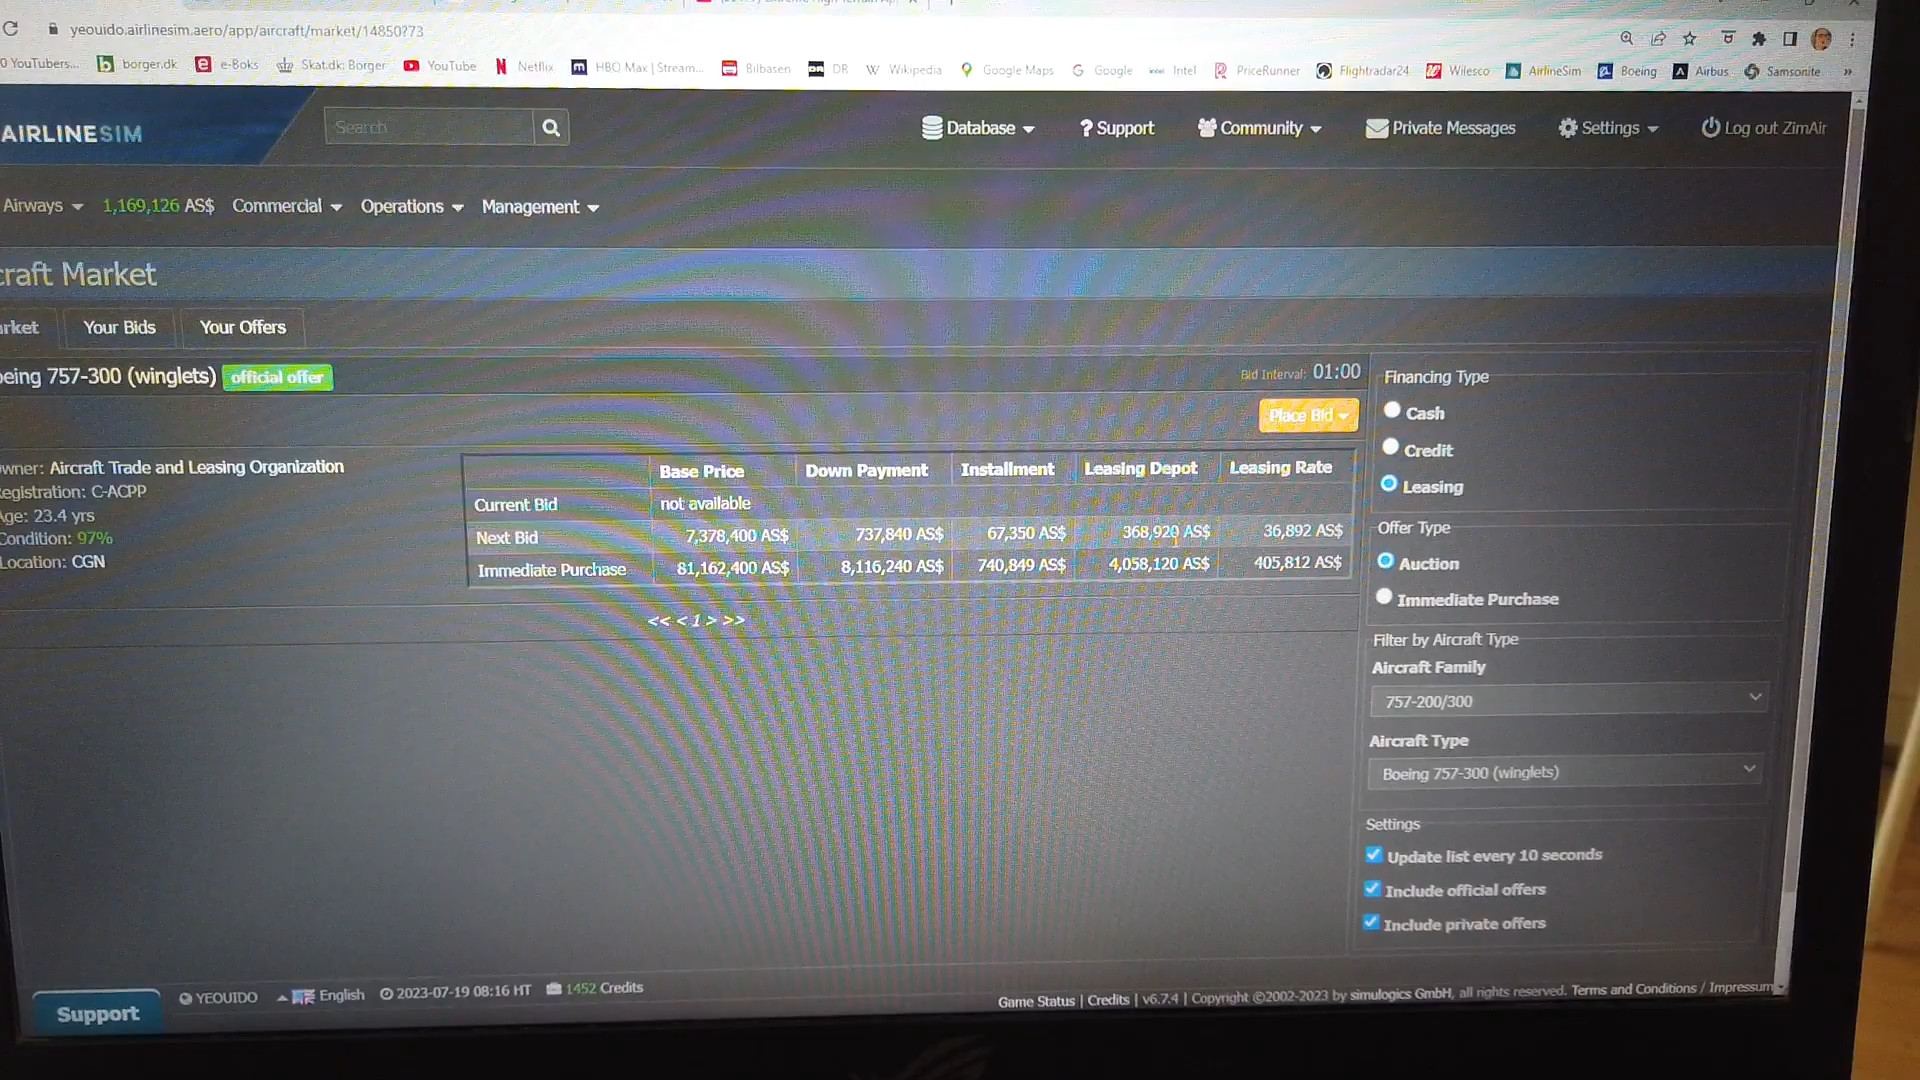 yeouido.airlinesim.aero/app/aircraft/market/14850?73
0 YouTubers... borger.dk e-Boks Skat.dk: Borger YouTube Netflix HBO Max | Stream... Bilbasen DR Wikipedia Google Maps Google Intel PriceRunner Flightradar24 Wilesco AirlineSim Boeing Airbus Samsonite »
AIRLINESIM Search Database ? Support Community Private Messages Settings Log out ZimAir
Airways 1,169,126 AS$ Commercial Operations Management
craft Market
arket Your Bids Your Offers
oeing 757-300 (winglets) official offer Bid Interval: 01:00
Place Bid
wner: Aircraft Trade and Leasing Organization
egistration: C-ACPP
Age: 23.4 yrs
Condition: 97%
Location: CGN
Base Price Down Payment Installment Leasing Depot Leasing Rate
Current Bid not available
Next Bid 7,378,400 AS$ 737,840 AS$ 67,350 AS$ 368,920 AS$ 36,892 AS$
Immediate Purchase 81,162,400 AS$ 8,116,240 AS$ 740,849 AS$ 4,058,120 AS$ 405,812 AS$
<< < 1 > >>
Financing Type
Cash
Credit
Leasing
Offer Type
Auction
Immediate Purchase
Filter by Aircraft Type
Aircraft Family
757-200/300
Aircraft Type
Boeing 757-300 (winglets)
Settings
Update list every 10 seconds
Include official offers
Include private offers
Support YEOUIDO English 2023-07-19 08:16 HT 1452 Credits
Game Status | Credits | v6.7.4 | Copyright ©2002-2023 by simulogics GmbH, all rights reserved. Terms and Conditions / Impressum